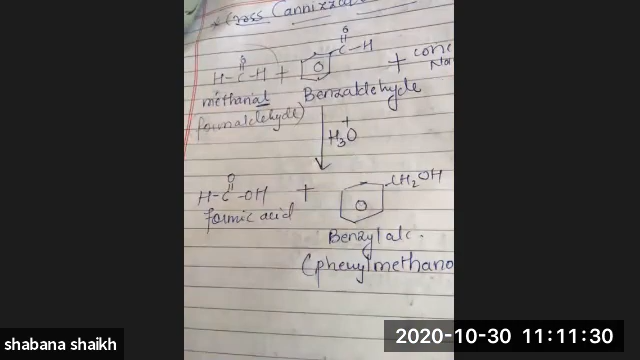 * Cross Cannizza
O
H-C-H + C-H + conc
methanal Benzaldehyde
formaldehyde)
H3O+
O
H-C-OH + CH2OH
formic acid
Benzyl alc.
(phenylmethano
shabana shaikh
2020-10-30 11:11:30